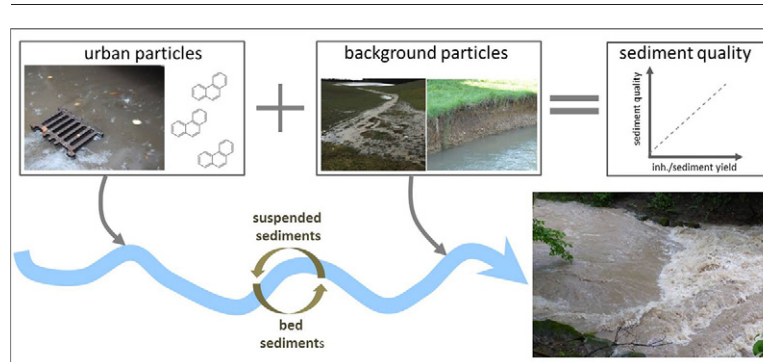 urban particles
background particles
sediment quality
sediment quality
inh./sediment yield
suspended
sediments
bed
sediments